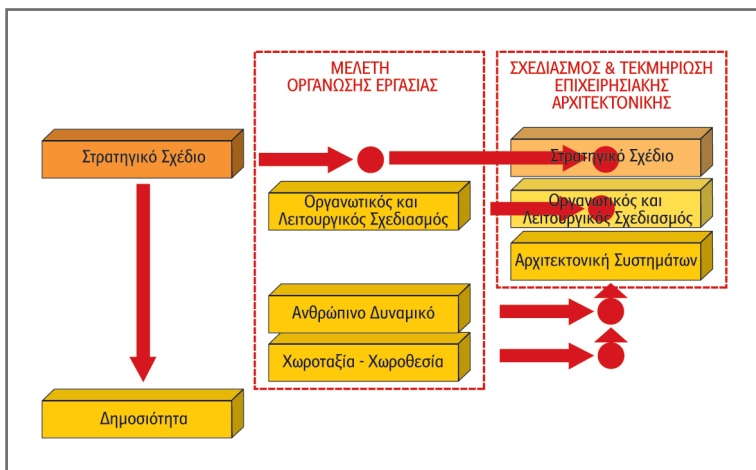 ΜΕΛΕΤΗ
ΟΡΓΑΝΩΣΗΣ ΕΡΓΑΣΙΑΣ
ΣΧΕΔΙΑΣΜΟΣ & ΤΕΚΜΗΡΙΩΣΗ
ΕΠΙΧΕΙΡΗΣΙΑΚΗΣ
ΑΡΧΙΤΕΚΤΟΝΙΚΗΣ
Στρατηγικό Σχέδιο
Στρατηγικό Σχέδιο
Οργανωτικός και
Λειτουργικός Σχεδιασμός
Οργανωτικός και
Λειτουργικός Σχεδιασμός
Αρχιτεκτονική Συστημάτων
Ανθρώπινο Δυναμικό
Χωροταξία - Χωροθεσία
Δημοσιότητα